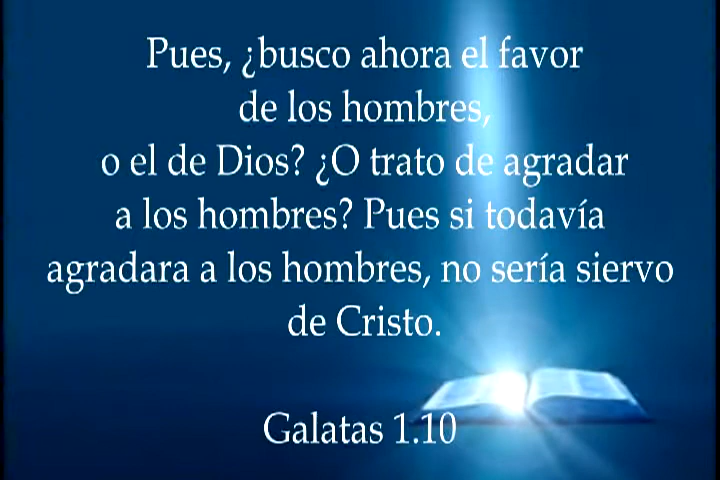 Pues, ¿busco ahora el favor
de los hombres,
o el de Dios? ¿O trato de agradar
a los hombres? Pues si todavía
agradara a los hombres, no sería siervo
de Cristo.
Galatas 1.10